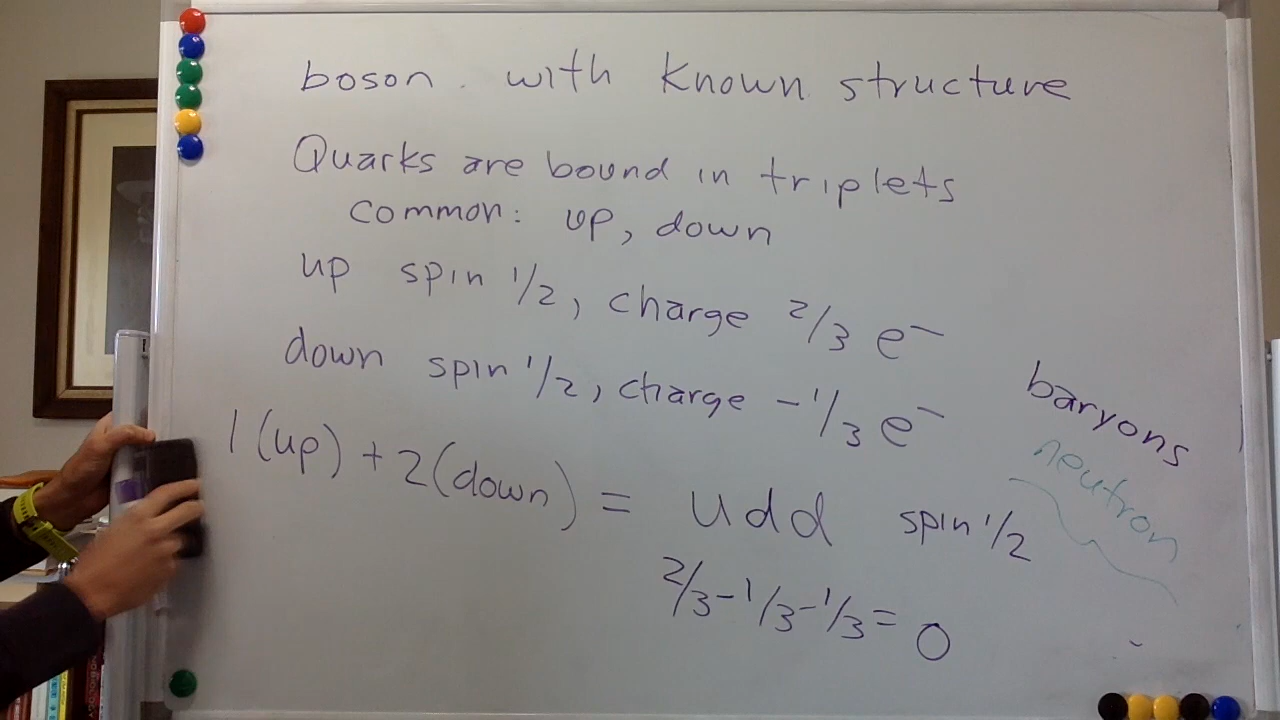 boson. with known structure
Quarks are bound in triplets
common: up, down
up spin 1/2, charge 2/3 e⁻
down spin 1/2, charge -1/3 e⁻
baryons
neutron
1 (up) + 2 (down) = udd spin 1/2
2/3 - 1/3 - 1/3 = 0